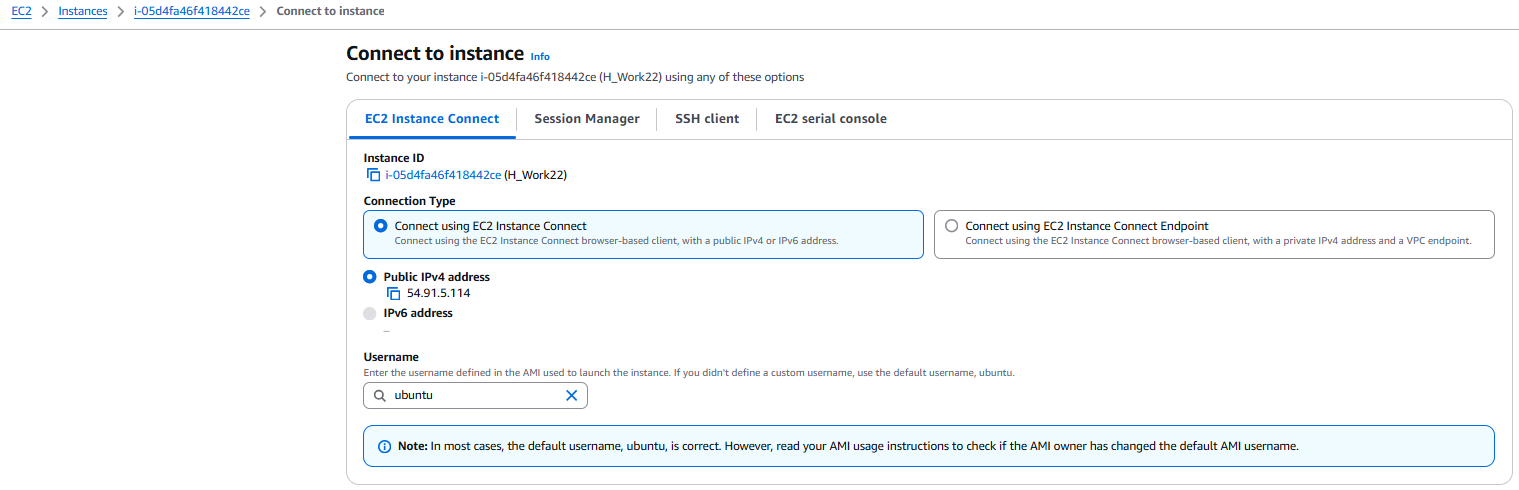 EC2 > Instances > i-05d4fa46f418442ce > Connect to instance
Connect to instance Info
Connect to your instance i-05d4fa46f418442ce (H_Work22) using any of these options
EC2 Instance Connect
Session Manager
SSH client
EC2 serial console
Instance ID
i-05d4fa46f418442ce (H_Work22)
Connection Type
Connect using EC2 Instance Connect
Connect using the EC2 Instance Connect browser-based client, with a public IPv4 or IPv6 address.
Connect using EC2 Instance Connect Endpoint
Connect using the EC2 Instance Connect browser-based client, with a private IPv4 address and a VPC endpoint.
Public IPv4 address
54.91.5.114
IPv6 address
–
Username
Enter the username defined in the AMI used to launch the instance. If you didn't define a custom username, use the default username, ubuntu.
ubuntu
Note: In most cases, the default username, ubuntu, is correct. However, read your AMI usage instructions to check if the AMI owner has changed the default AMI username.